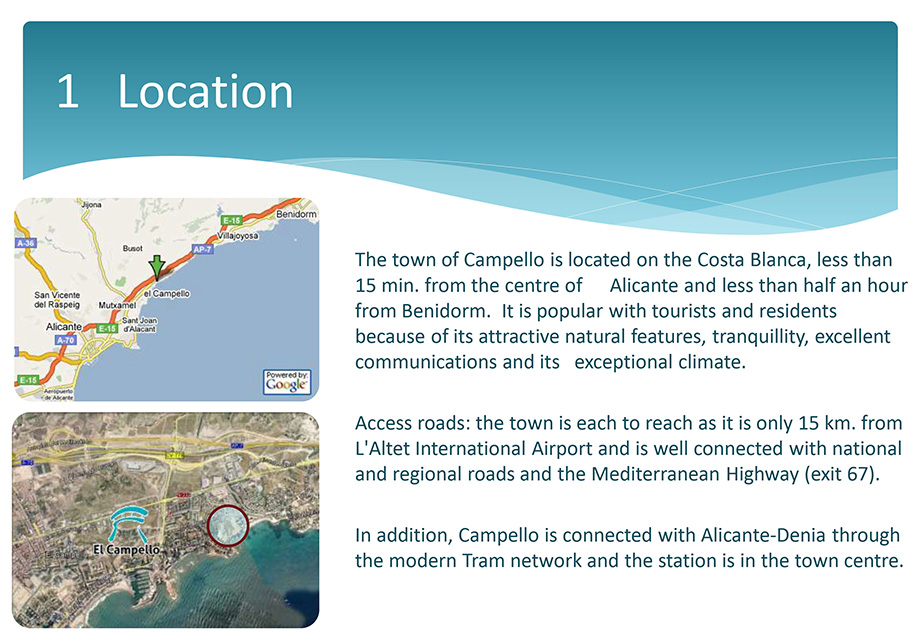 1 Location
Jijona
Benidorm
E-15
Villajoyosa
A-36
AP-7
Busot
el Campello
San Vicente
del Raspeig
Mutxamel
Sant Joan
d'Alacant
Alicante
E-15
A-70
E-15
Aeropuerto
de Alicante
Powered by:
Google
El Campello
The town of Campello is located on the Costa Blanca, less than
15 min. from the centre of Alicante and less than half an hour
from Benidorm. It is popular with tourists and residents
because of its attractive natural features, tranquillity, excellent
communications and its exceptional climate.
Access roads: the town is each to reach as it is only 15 km. from
L'Altet International Airport and is well connected with national
and regional roads and the Mediterranean Highway (exit 67).
In addition, Campello is connected with Alicante-Denia through
the modern Tram network and the station is in the town centre.